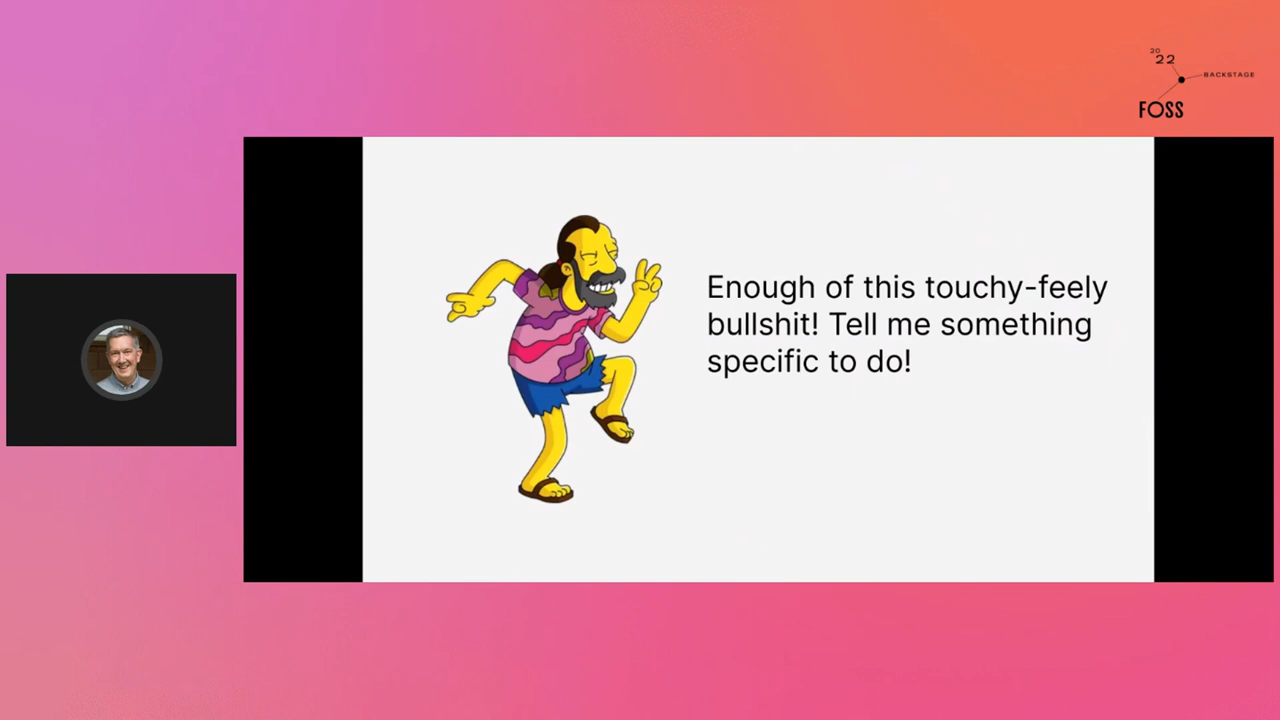 20
22
BACKSTAGE
FOSS
Enough of this touchy-feely
bullshit! Tell me something
specific to do!